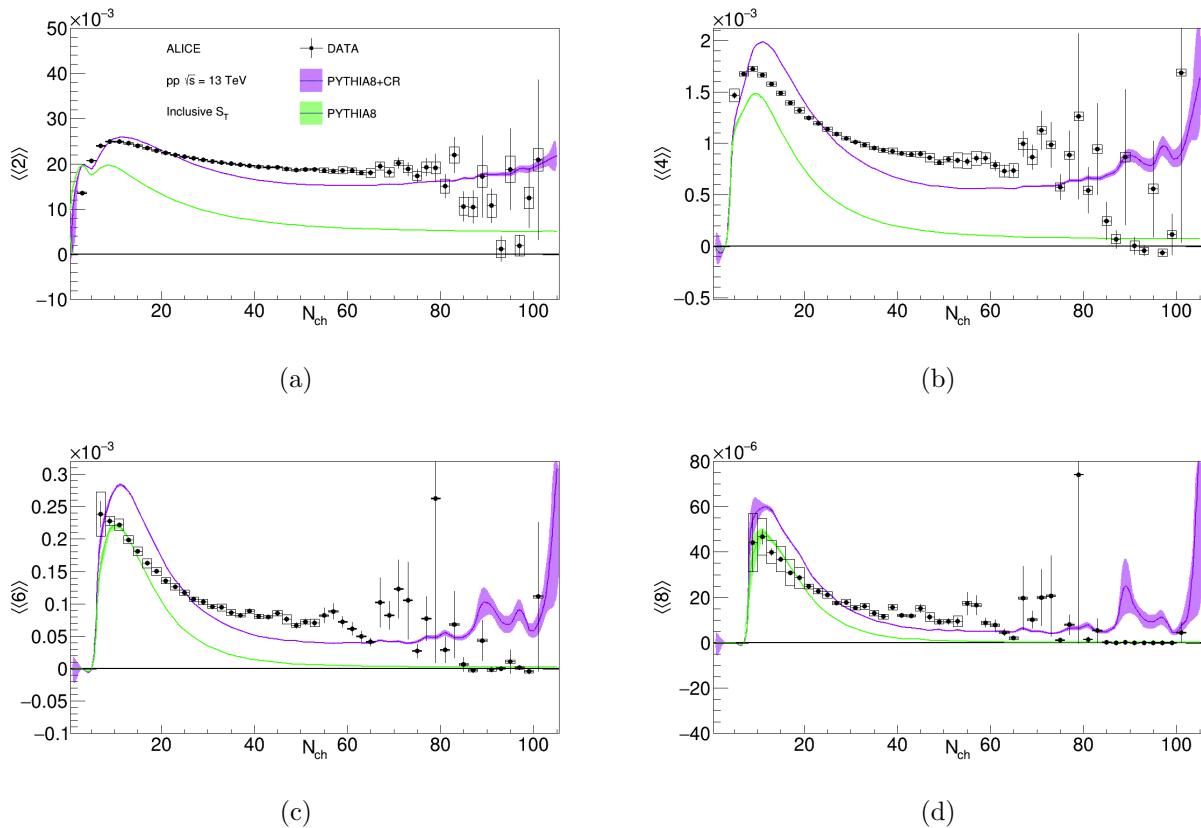 ×10⁻³
50
40
30
20
10
0
−10
⟨⟨2⟩⟩
ALICE
pp √s = 13 TeV
Inclusive S_T
DATA
PYTHIA8+CR
PYTHIA8
20 40 60 80 100
N_ch
(a)
×10⁻³
2
1.5
1
0.5
0
−0.5
⟨⟨4⟩⟩
20 40 60 80 100
N_ch
(b)
×10⁻³
0.3
0.25
0.2
0.15
0.1
0.05
0
−0.05
−0.1
⟨⟨6⟩⟩
20 40 60 80 100
N_ch
(c)
×10⁻⁶
80
60
40
20
0
−20
−40
⟨⟨8⟩⟩
20 40 60 80 100
N_ch
(d)